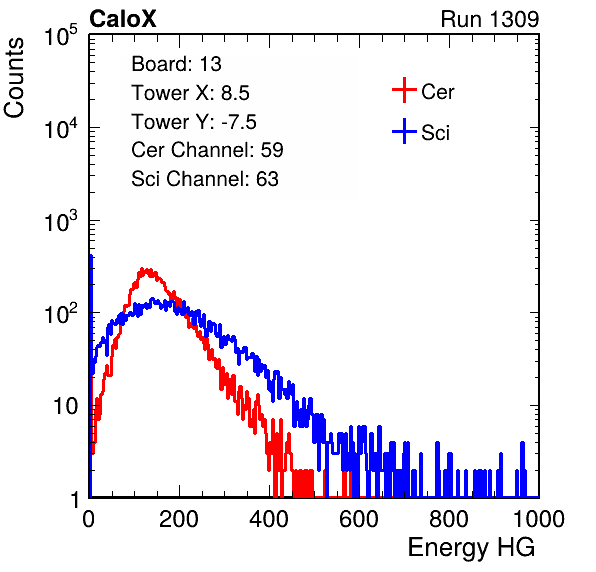 CaloX Run 1309
Counts
Board: 13
Tower X: 8.5
Tower Y: -7.5
Cer Channel: 59
Sci Channel: 63
Cer
Sci
10^5
10^4
10^3
10^2
10
1
0 200 400 600 800 1000
Energy HG